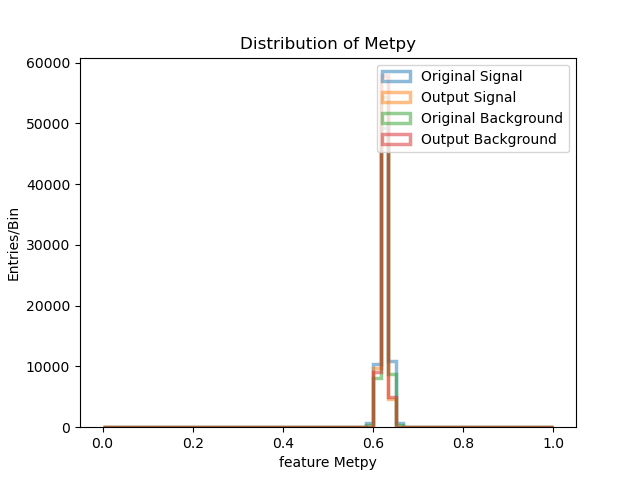 Distribution of Metpy
Original Signal
Output Signal
Original Background
Output Background
60000
50000
40000
30000
20000
10000
0
Entries/Bin
0.0 0.2 0.4 0.6 0.8 1.0
feature Metpy